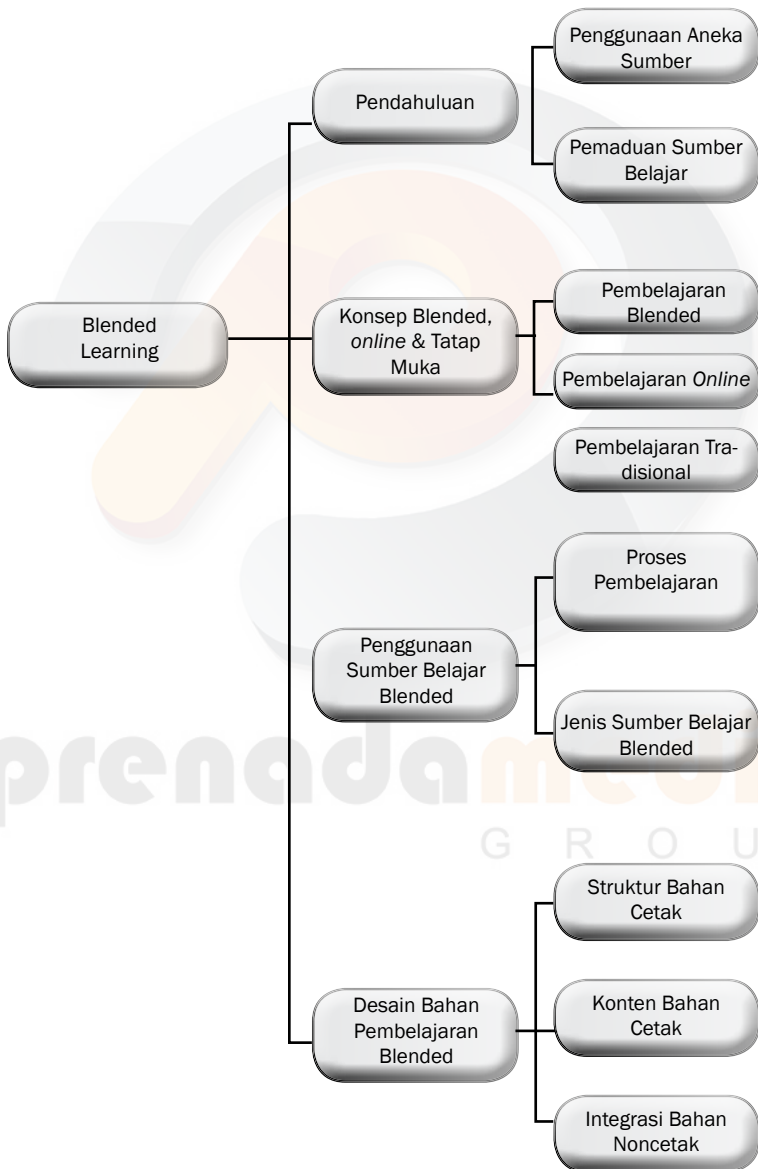 Penggunaan Aneka
Sumber
Pendahuluan
Pemaduan Sumber
Belajar
Blended
Learning
Konsep Blended,
online & Tatap
Muka
Pembelajaran
Blended
Pembelajaran Online
Pembelajaran Tra-
disional
Proses
Pembelajaran
Penggunaan
Sumber Belajar
Blended
Jenis Sumber Belajar
Blended
prenadamedi
G R O U
Struktur Bahan
Cetak
Desain Bahan
Pembelajaran
Blended
Konten Bahan
Cetak
Integrasi Bahan
Noncetak